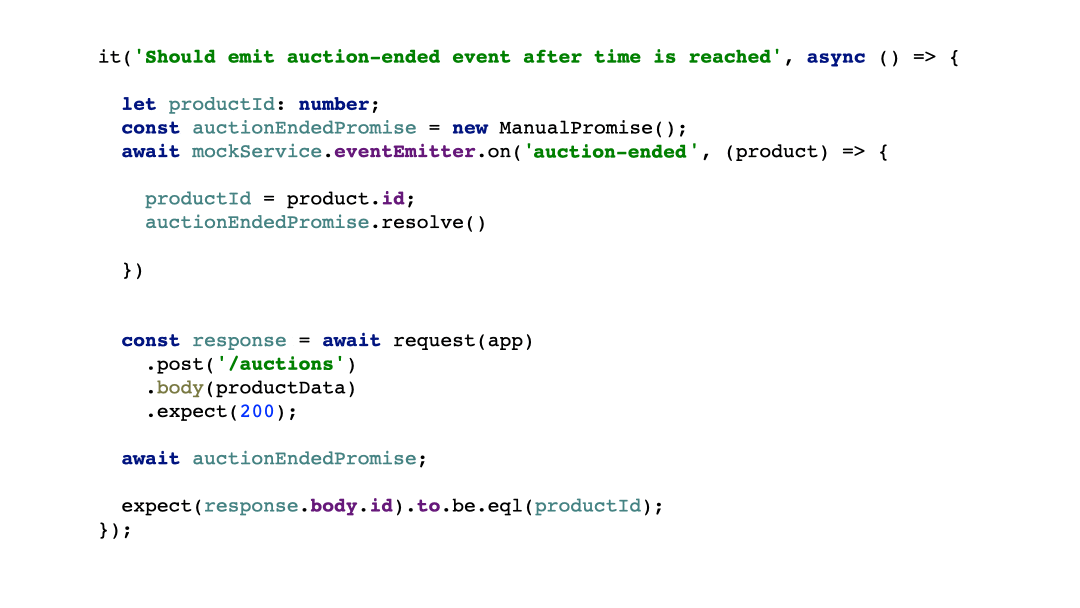 it('Should emit auction-ended event after time is reached', async () => {
let productId: number;
const auctionEndedPromise = new ManualPromise();
await mockService.eventEmitter.on('auction-ended', (product) => {
productId = product.id;
auctionEndedPromise.resolve()
})
const response = await request(app)
.post('/auctions')
.body(productData)
.expect(200);
await auctionEndedPromise;
expect(response.body.id).to.be.eql(productId);
});